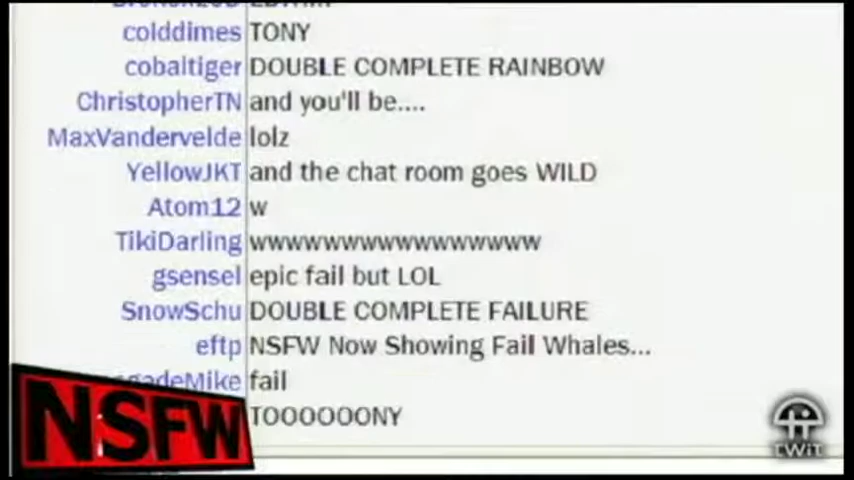 colddimes TONY
cobaltiger DOUBLE COMPLETE RAINBOW
ChristopherTN and you'll be....
MaxVandervelde lolz
YellowJKT and the chat room goes WILD
Atom12 w
TikiDarling wwwwwwwwwwwwwwwww
gsensel epic fail but LOL
SnowSchu DOUBLE COMPLETE FAILURE
eftp NSFW Now Showing Fail Whales...
gadeMike fail
TOOOOOONY
NSFW
TWiT